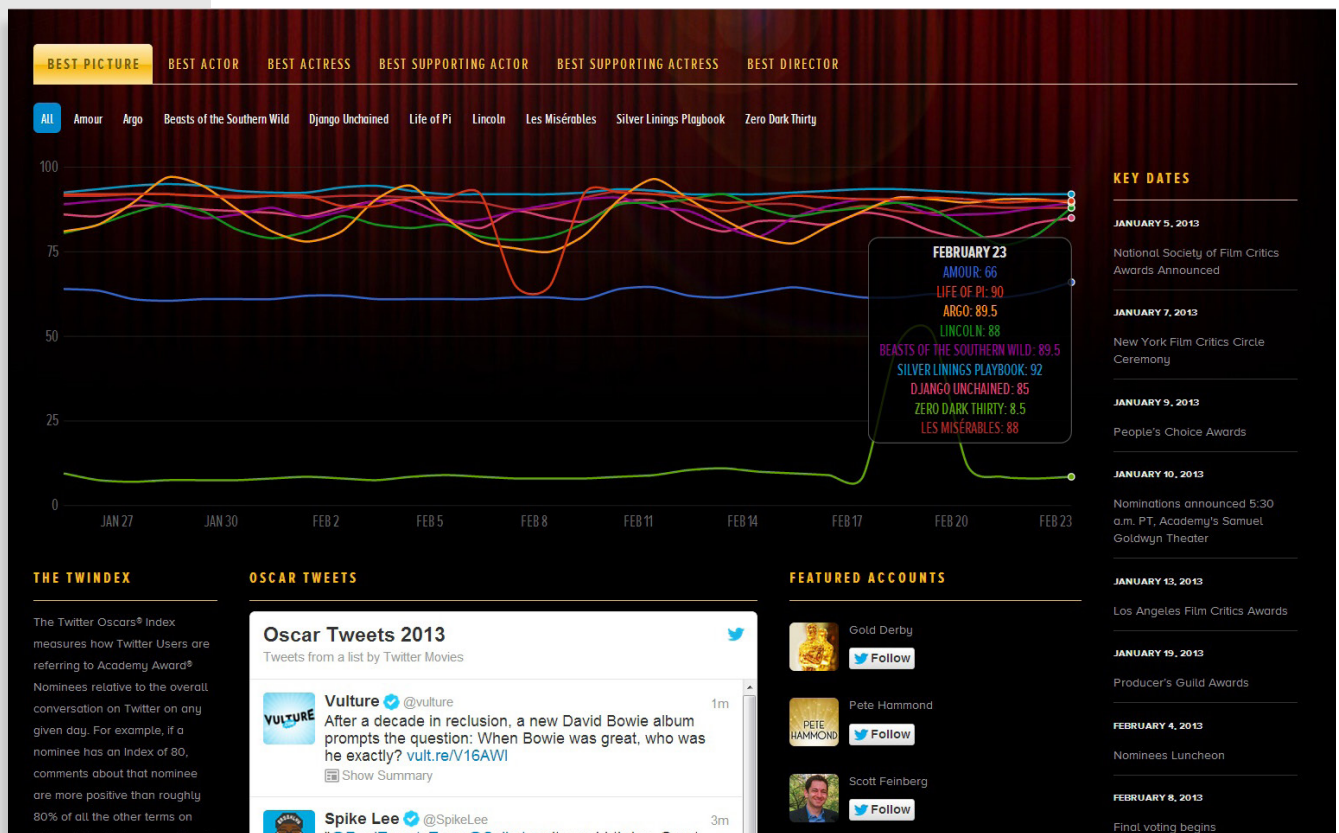 BEST PICTURE BEST ACTOR BEST ACTRESS BEST SUPPORTING ACTOR BEST SUPPORTING ACTRESS BEST DIRECTOR
All Amour Argo Beasts of the Southern Wild Django Unchained Life of Pi Lincoln Les Misérables Silver Linings Playbook Zero Dark Thirty
100
75
50
25
0
JAN 27 JAN 30 FEB 2 FEB 5 FEB 8 FEB 11 FEB 14 FEB 17 FEB 20 FEB 23
FEBRUARY 23
AMOUR: 66
LIFE OF PI: 90
ARGO: 89.5
LINCOLN: 88
BEASTS OF THE SOUTHERN WILD: 89.5
SILVER LININGS PLAYBOOK: 92
DJANGO UNCHAINED: 85
ZERO DARK THIRTY: 8.5
LES MISÉRABLES: 88
KEY DATES
JANUARY 5, 2013
National Society of Film Critics
Awards Announced
JANUARY 7, 2013
New York Film Critics Circle
Ceremony
JANUARY 9, 2013
People's Choice Awards
JANUARY 10, 2013
Nominations announced 5:30
a.m. PT, Academy's Samuel
Goldwyn Theater
JANUARY 13, 2013
Los Angeles Film Critics Awards
JANUARY 19, 2013
Producer's Guild Awards
FEBRUARY 4, 2013
Nominees Luncheon
FEBRUARY 8, 2013
Final voting begins
THE TWINDEX
The Twitter Oscars® Index
measures how Twitter Users are
referring to Academy Award®
Nominees relative to the overall
conversation on Twitter on any
given day. For example, if a
nominee has an Index of 80,
comments about that nominee
are more positive than roughly
80% of all the other terms on
OSCAR TWEETS
Oscar Tweets 2013
Tweets from a list by Twitter Movies
VULTURE
Vulture @vulture 1m
After a decade in reclusion, a new David Bowie album
prompts the question: When Bowie was great, who was
he exactly? vult.re/V16AWI
Show Summary
Spike Lee @SpikeLee 3m
FEATURED ACCOUNTS
Gold Derby
Follow
PETE
HAMMOND
Pete Hammond
Follow
Scott Feinberg
Follow